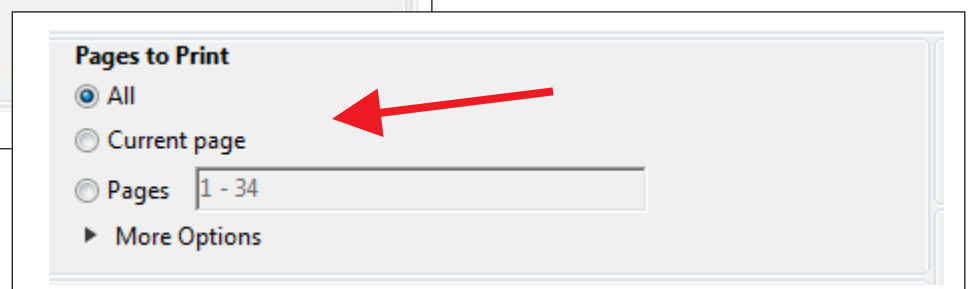 Pages to Print
All
Current page
Pages 1 - 34
More Options